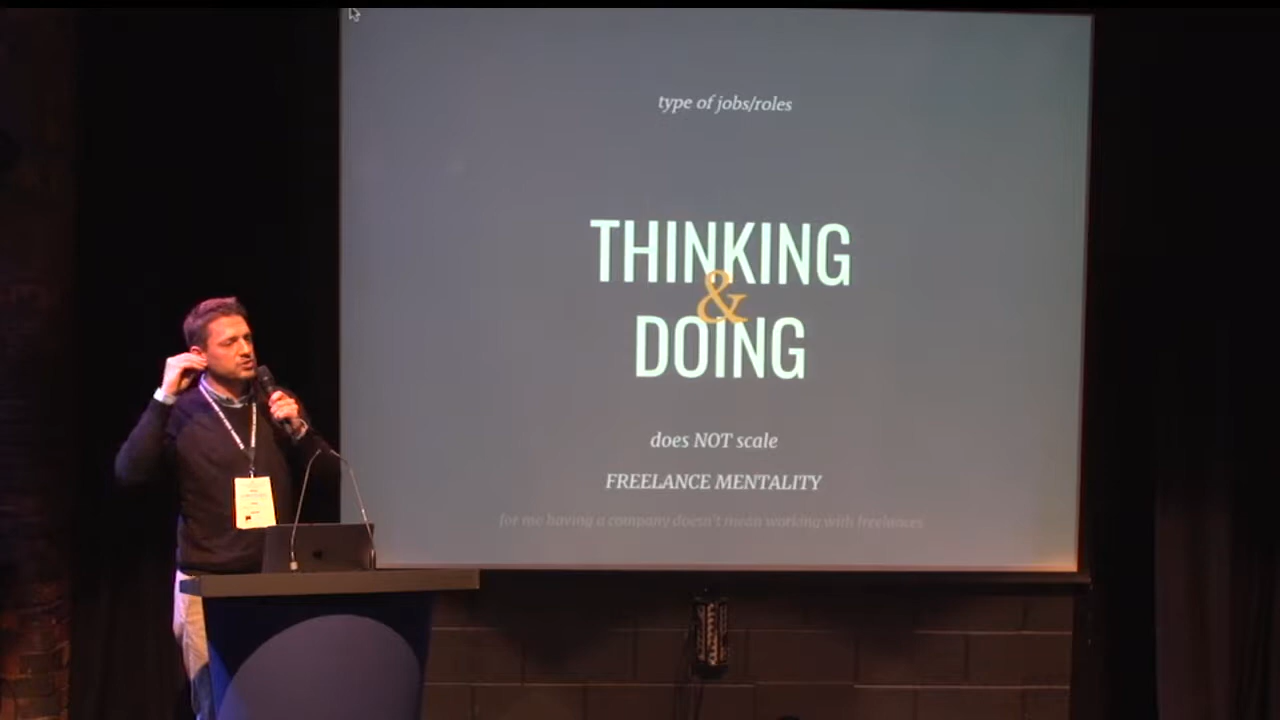 type of jobs/roles
THINKING
&
DOING
does NOT scale
FREELANCE MENTALITY
for me having a company doesn't mean working with freelances